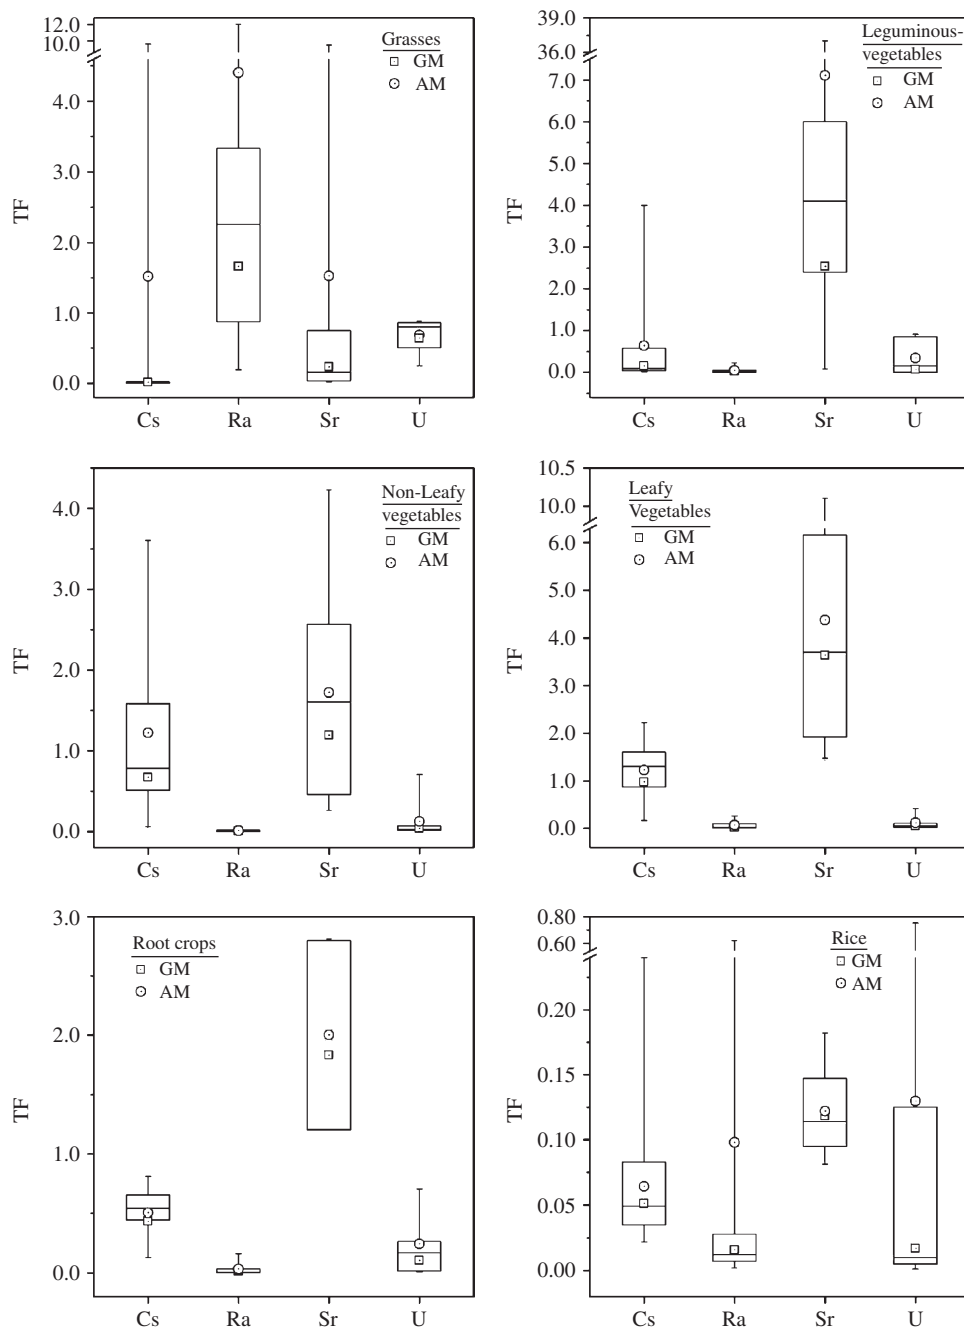 12.0
10.0
4.0
3.0
2.0
1.0
0.0
TF
Grasses
GM
AM
Cs Ra Sr U
39.0
36.0
7.0
6.0
5.0
4.0
3.0
2.0
1.0
0.0
TF
Leguminous-
vegetables
GM
AM
Cs Ra Sr U
4.0
3.0
2.0
1.0
0.0
TF
Non-Leafy
vegetables
GM
AM
Cs Ra Sr U
10.5
10.0
6.0
5.0
4.0
3.0
2.0
1.0
0.0
TF
Leafy
Vegetables
GM
AM
Cs Ra Sr U
3.0
2.0
1.0
0.0
TF
Root crops
GM
AM
Cs Ra Sr U
0.80
0.60
0.20
0.15
0.10
0.05
0.00
TF
Rice
GM
AM
Cs Ra Sr U